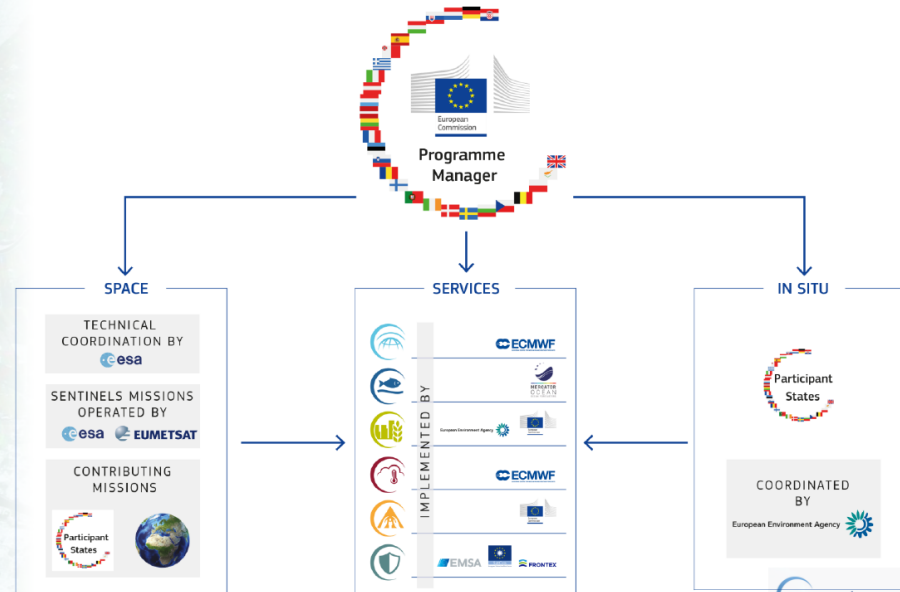 European
Commission
Programme
Manager
SPACE
TECHNICAL
COORDINATION BY
esa
SENTINELS MISSIONS
OPERATED BY
esa EUMETSAT
CONTRIBUTING
MISSIONS
Participant
States
SERVICES
IMPLEMENTED BY
ECMWF
MERCATOR
OCEAN
European Environment Agency
ECMWF
EMSA FRONTEX
IN SITU
Participant
States
COORDINATED
BY
European Environment Agency